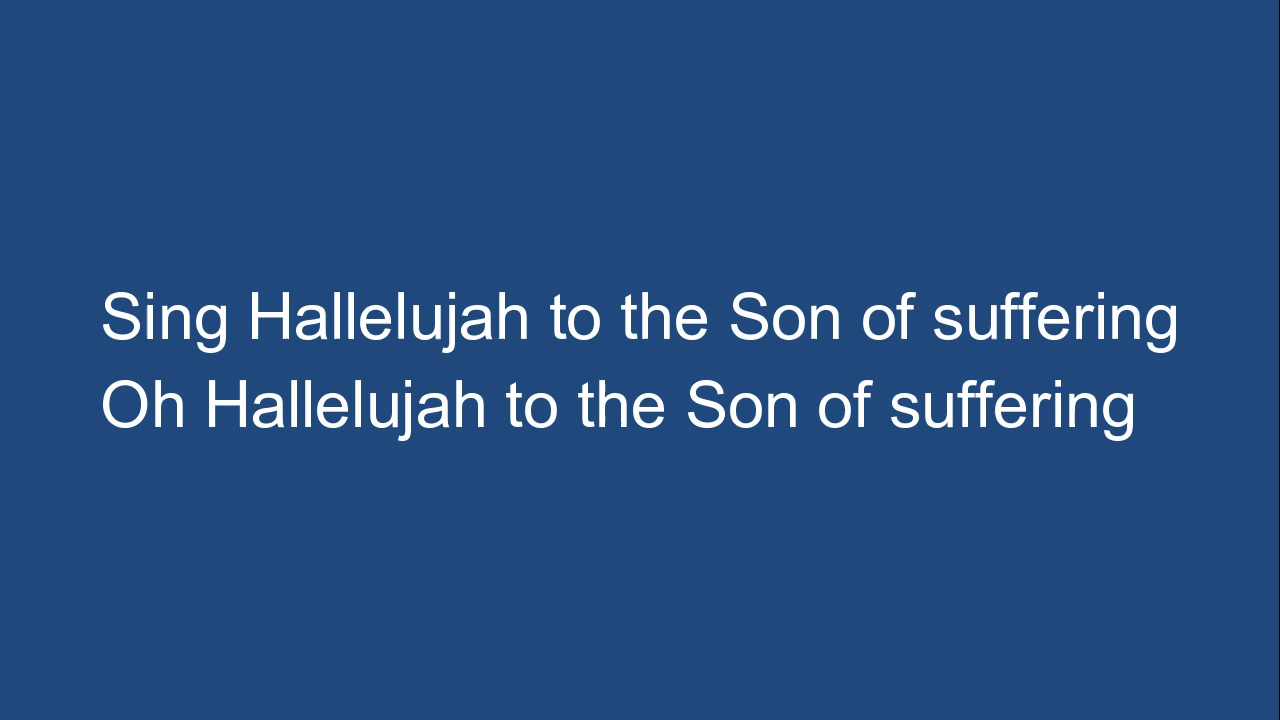 Sing Hallelujah to the Son of suffering
Oh Hallelujah to the Son of suffering